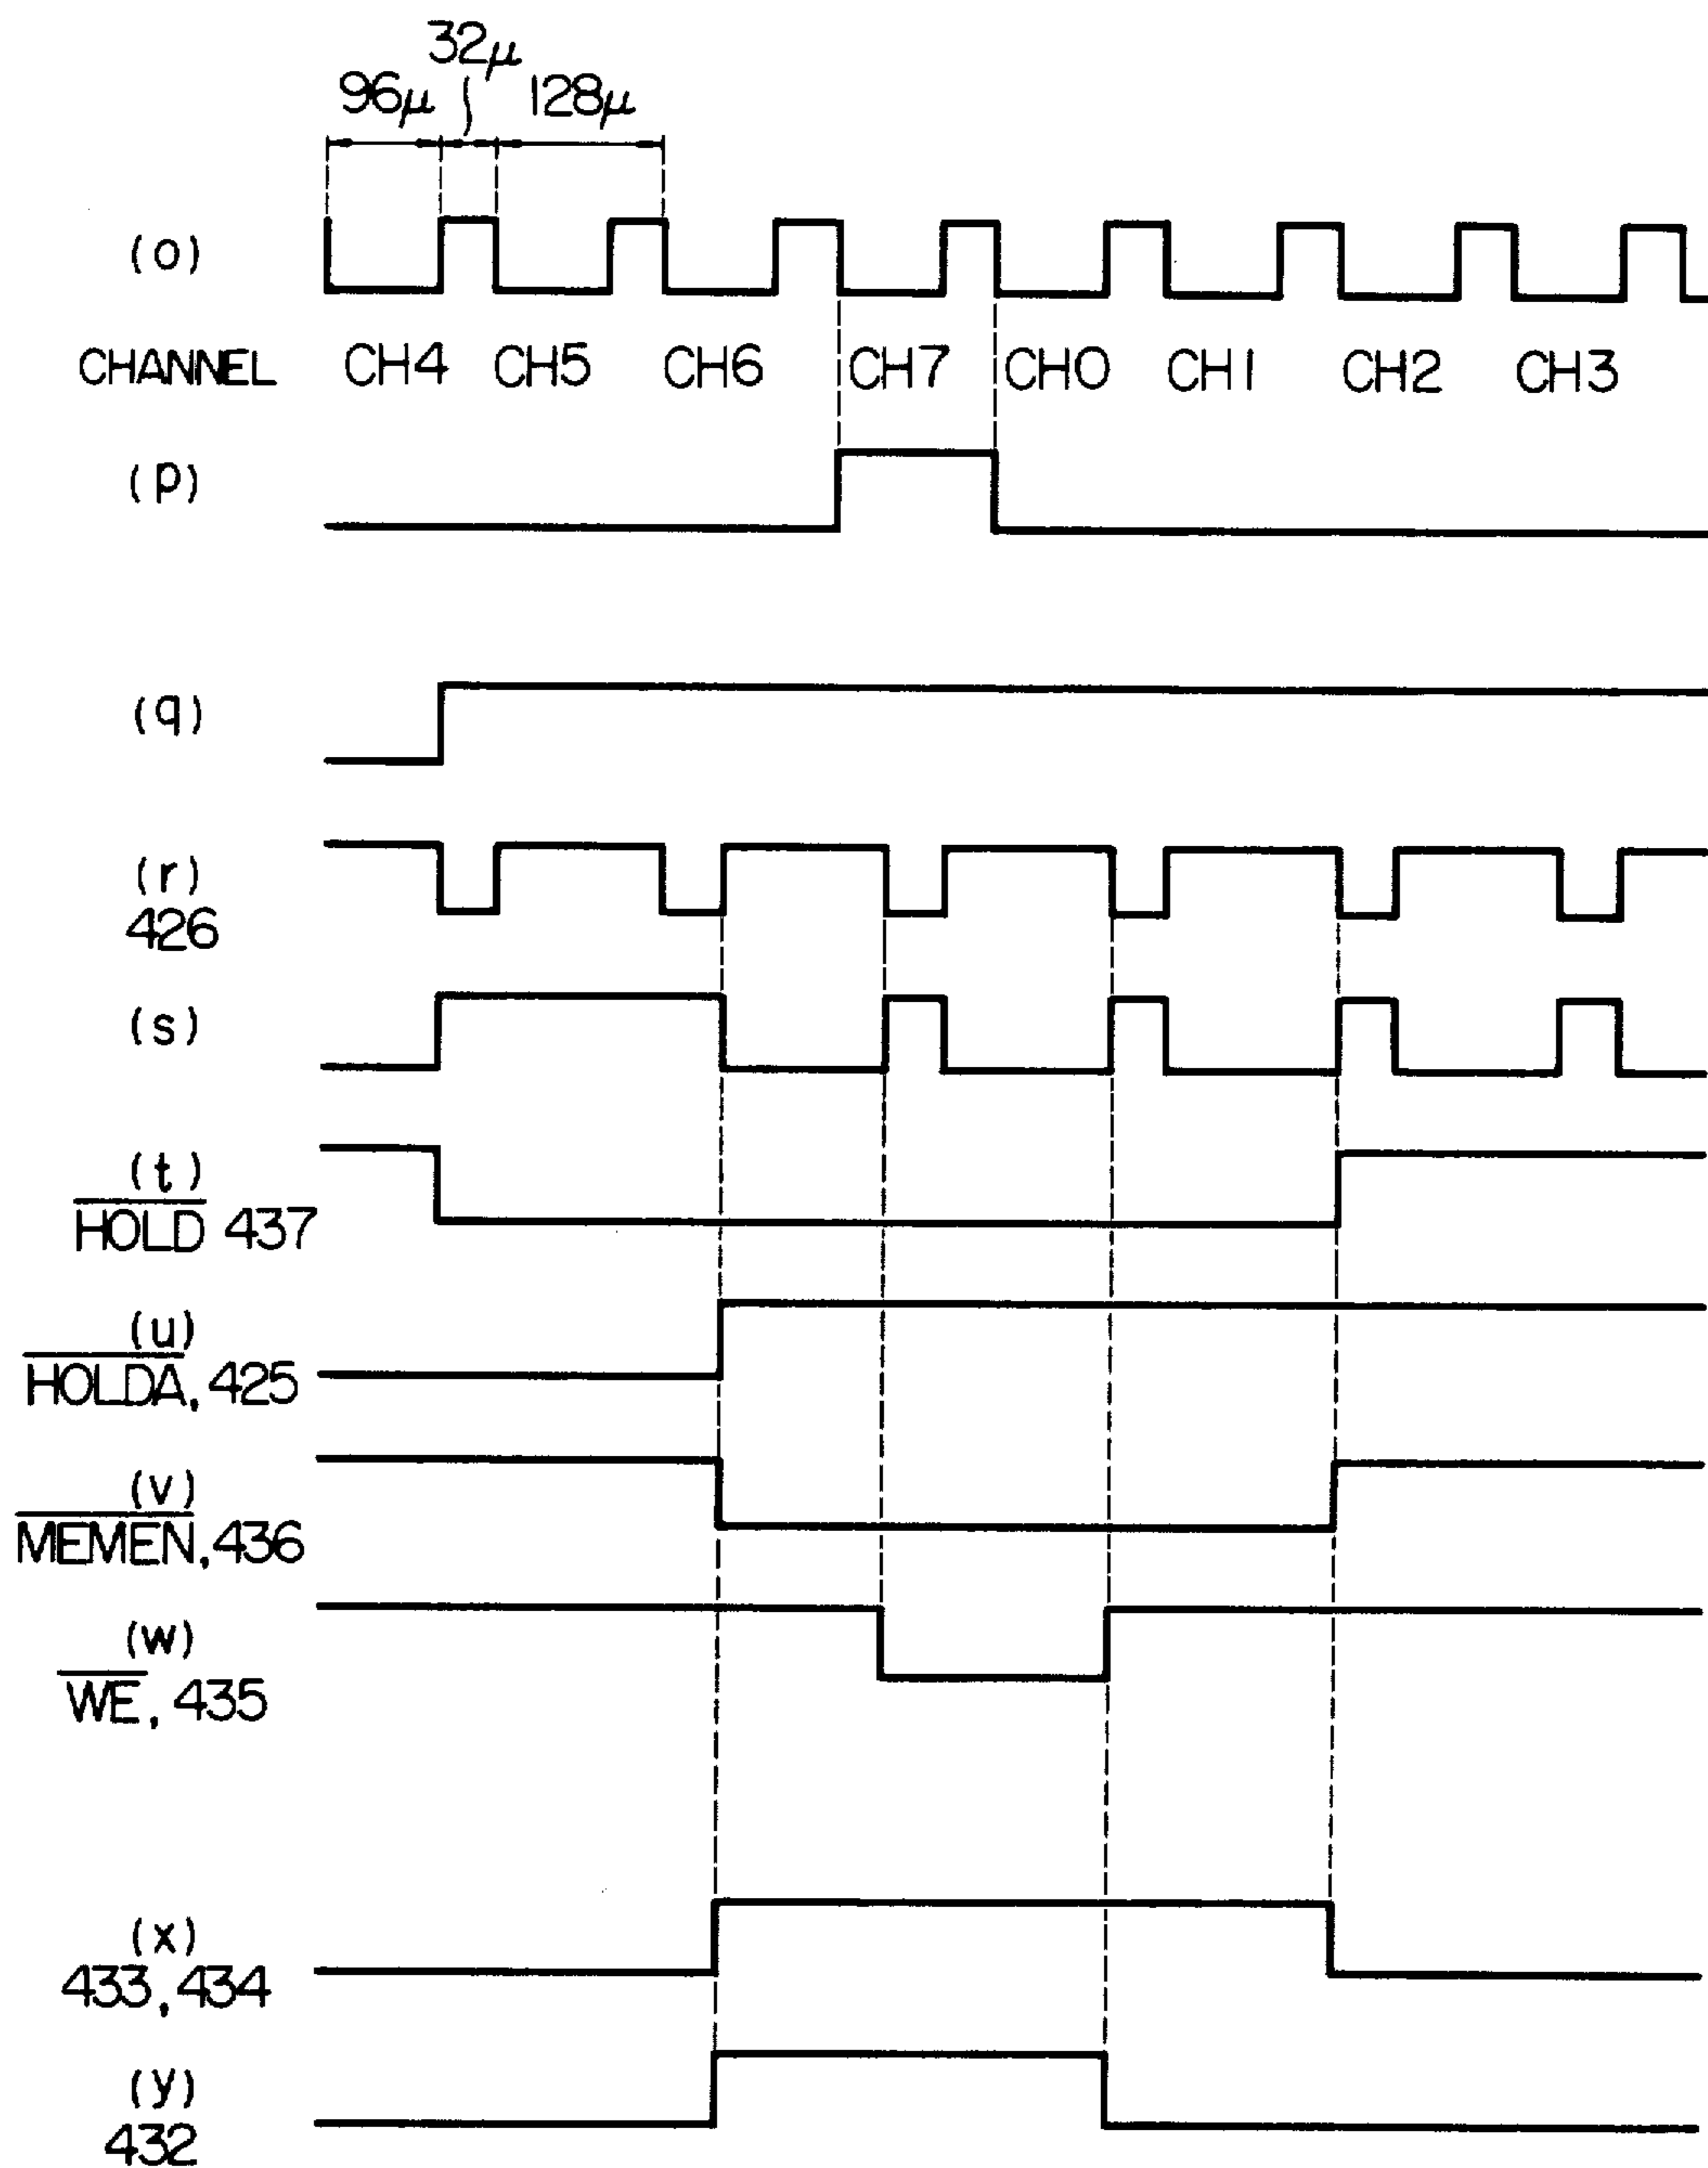 32μ
96μ 128μ
(o)
CHANNEL CH4 CH5 CH6 CH7 CH0 CH1 CH2 CH3
(p)
(q)
(r)
426
(s)
(t)
HOLD 437
(u)
HOLDA, 425
(v)
MEMEN, 436
(w)
WE, 435
(x)
433, 434
(y)
432